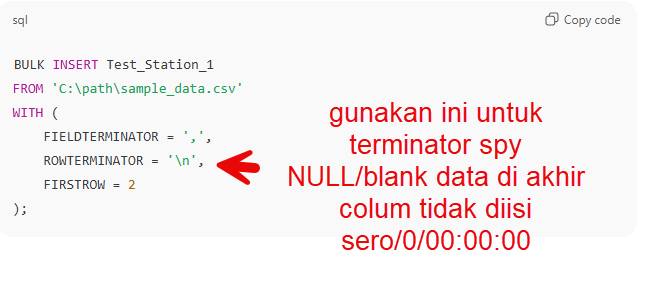 sql
Copy code
BULK INSERT Test_Station_1
FROM 'C:\path\sample_data.csv'
WITH (
FIELDTERMINATOR = ',',
ROWTERMINATOR = '\n',
FIRSTROW = 2
);
gunakan ini untuk
terminator spy
NULL/blank data di akhir
colum tidak diisi
sero/0/00:00:00